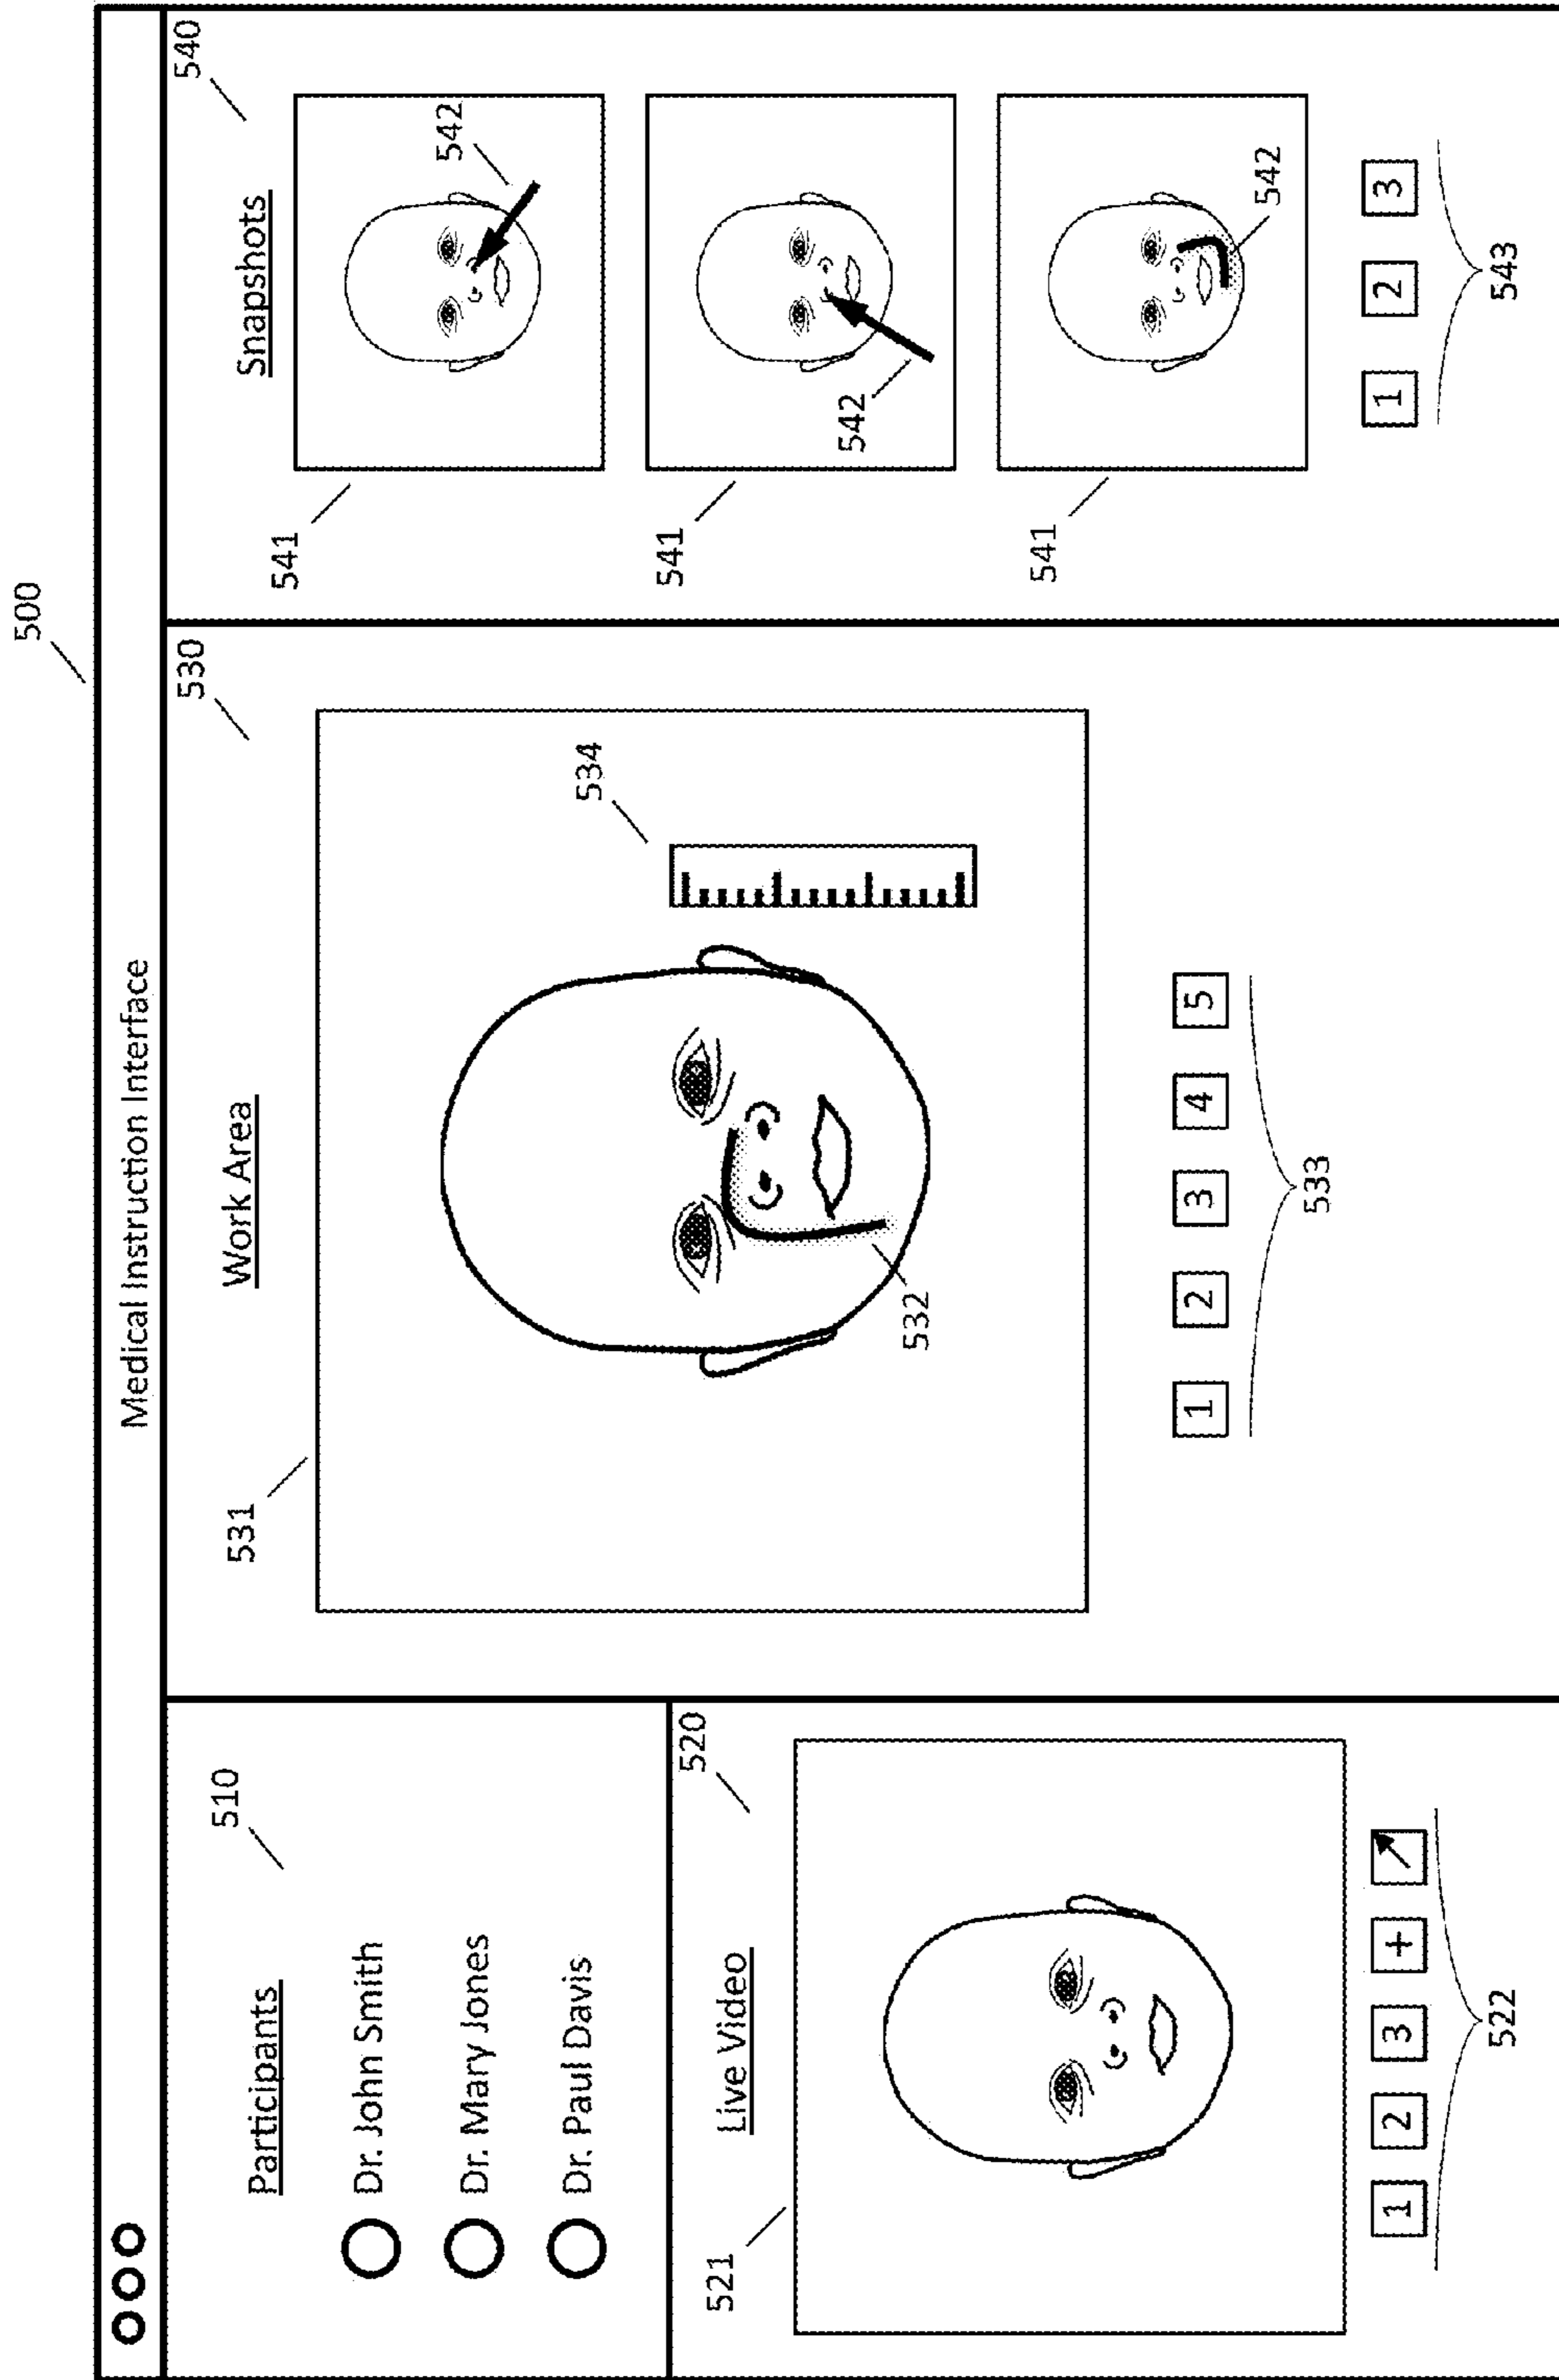 500
Medical Instruction Interface
Participants
510
Dr. John Smith
Dr. Mary Jones
Dr. Paul Davis
Live Video
520
521
1 2 3 +
522
Work Area
530
531
534
532
1 2 3 4 5
533
Snapshots
540
541
542
541
542
541
542
1 2 3
543